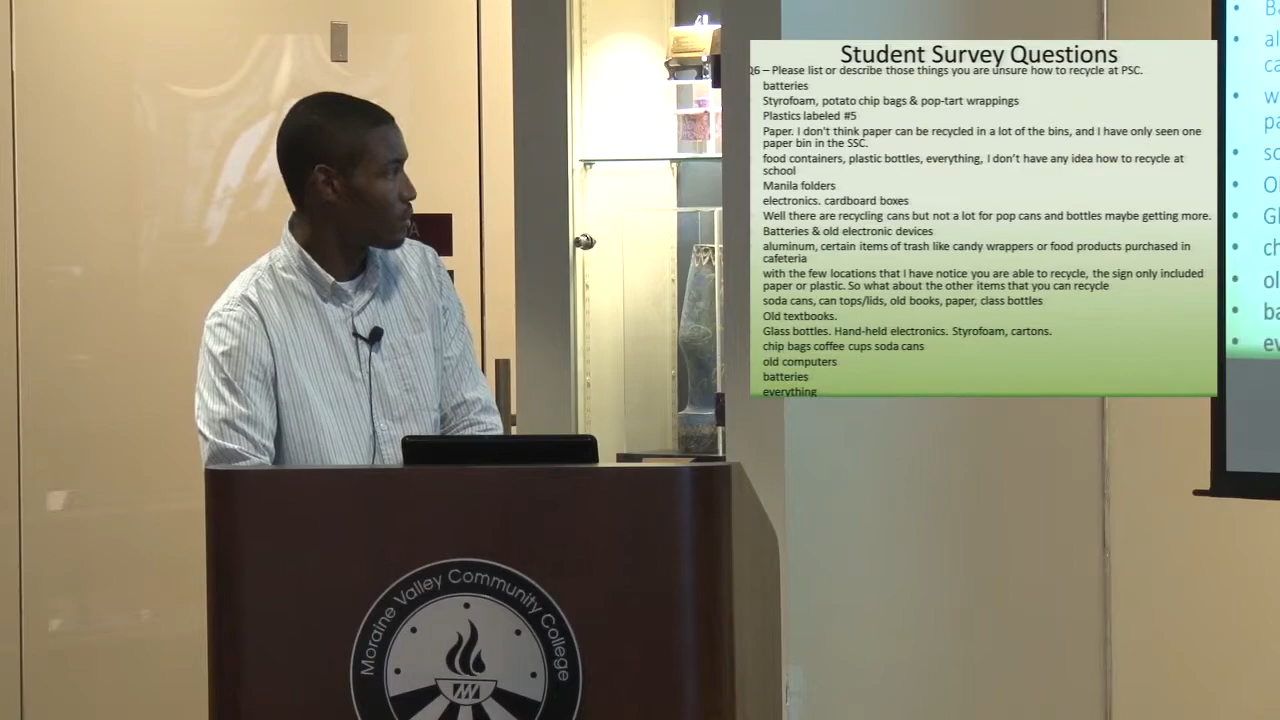 Student Survey Questions
Q6 – Please list or describe those things you are unsure how to recycle at PSC.
batteries
Styrofoam, potato chip bags & pop-tart wrappings
Plastics labeled #5
Paper. I don't think paper can be recycled in a lot of the bins, and I have only seen one
paper bin in the SSC.
food containers, plastic bottles, everything, I don't have any idea how to recycle at
school
Manila folders
electronics. cardboard boxes
Well there are recycling cans but not a lot for pop cans and bottles maybe getting more.
Batteries & old electronic devices
aluminum, certain items of trash like candy wrappers or food products purchased in
cafeteria
with the few locations that I have notice you are able to recycle, the sign only included
paper or plastic. So what about the other items that you can recycle
soda cans, can tops/lids, old books, paper, class bottles
Old textbooks.
Glass bottles. Hand-held electronics. Styrofoam, cartons.
chip bags coffee cups soda cans
old computers
batteries
everything
Moraine Valley Community College